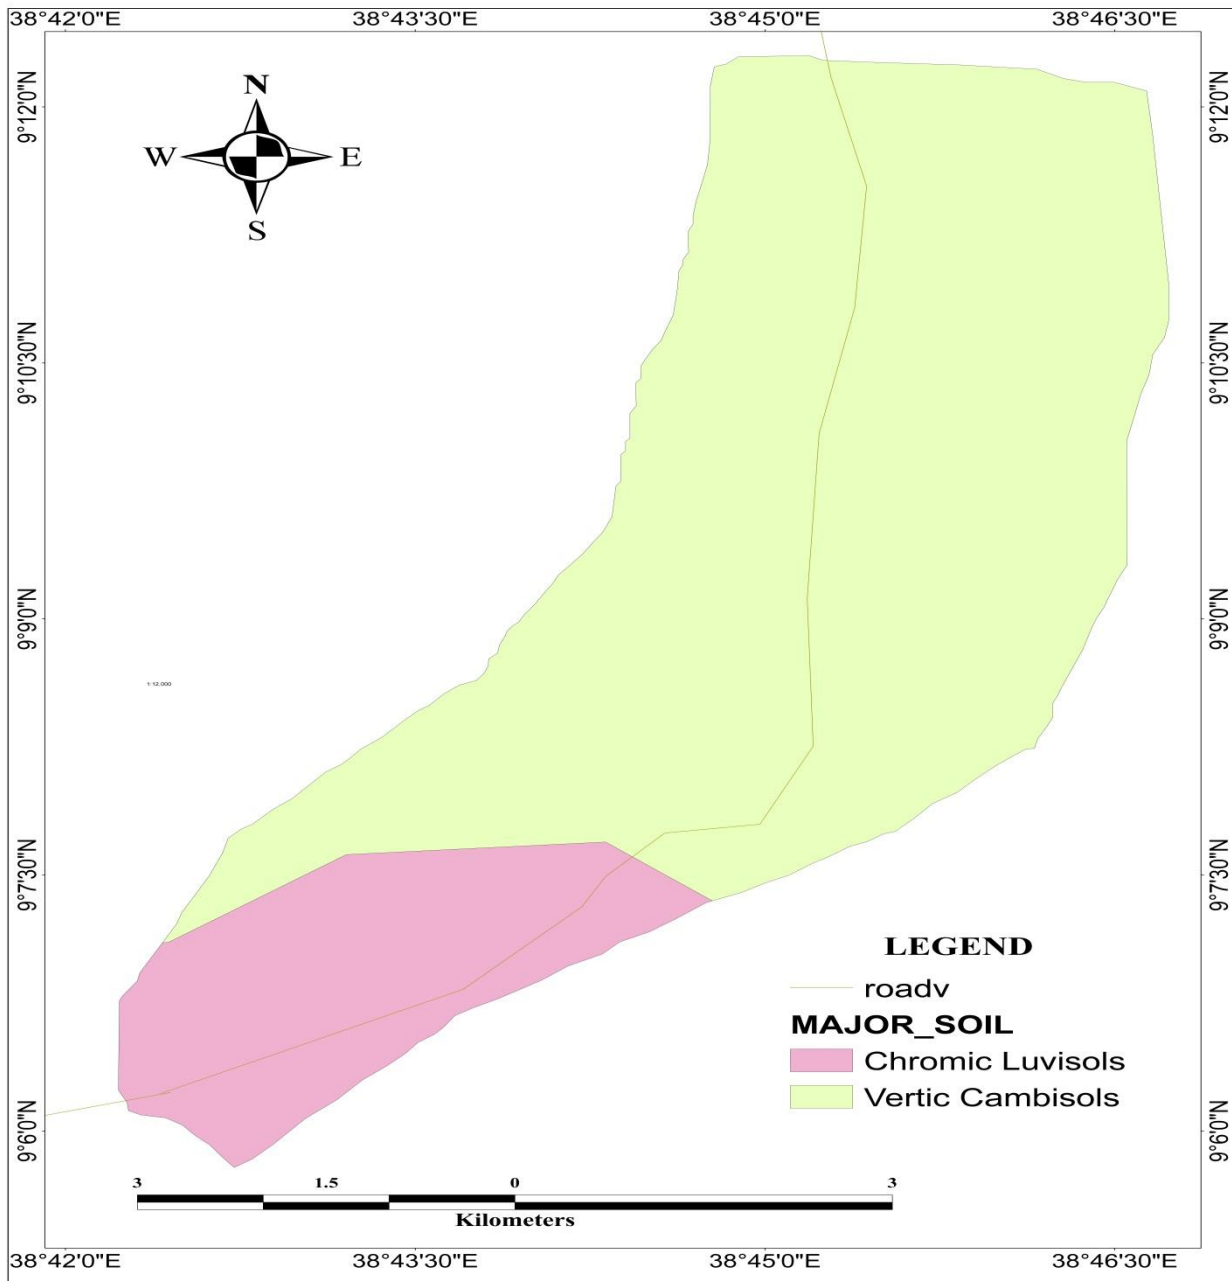 38°42'0"E 38°43'30"E 38°45'0"E 38°46'30"E
N
W E
S
9°12'0"N 9°12'0"N
9°10'30"N 9°10'30"N
9°9'0"N 9°9'0"N
1:12,000
9°7'30"N 9°7'30"N
LEGEND
roadv
MAJOR_SOIL
Chromic Luvisols
Vertic Cambisols
9°6'0"N 9°6'0"N
3 1.5 0 3
Kilometers
38°42'0"E 38°43'30"E 38°45'0"E 38°46'30"E